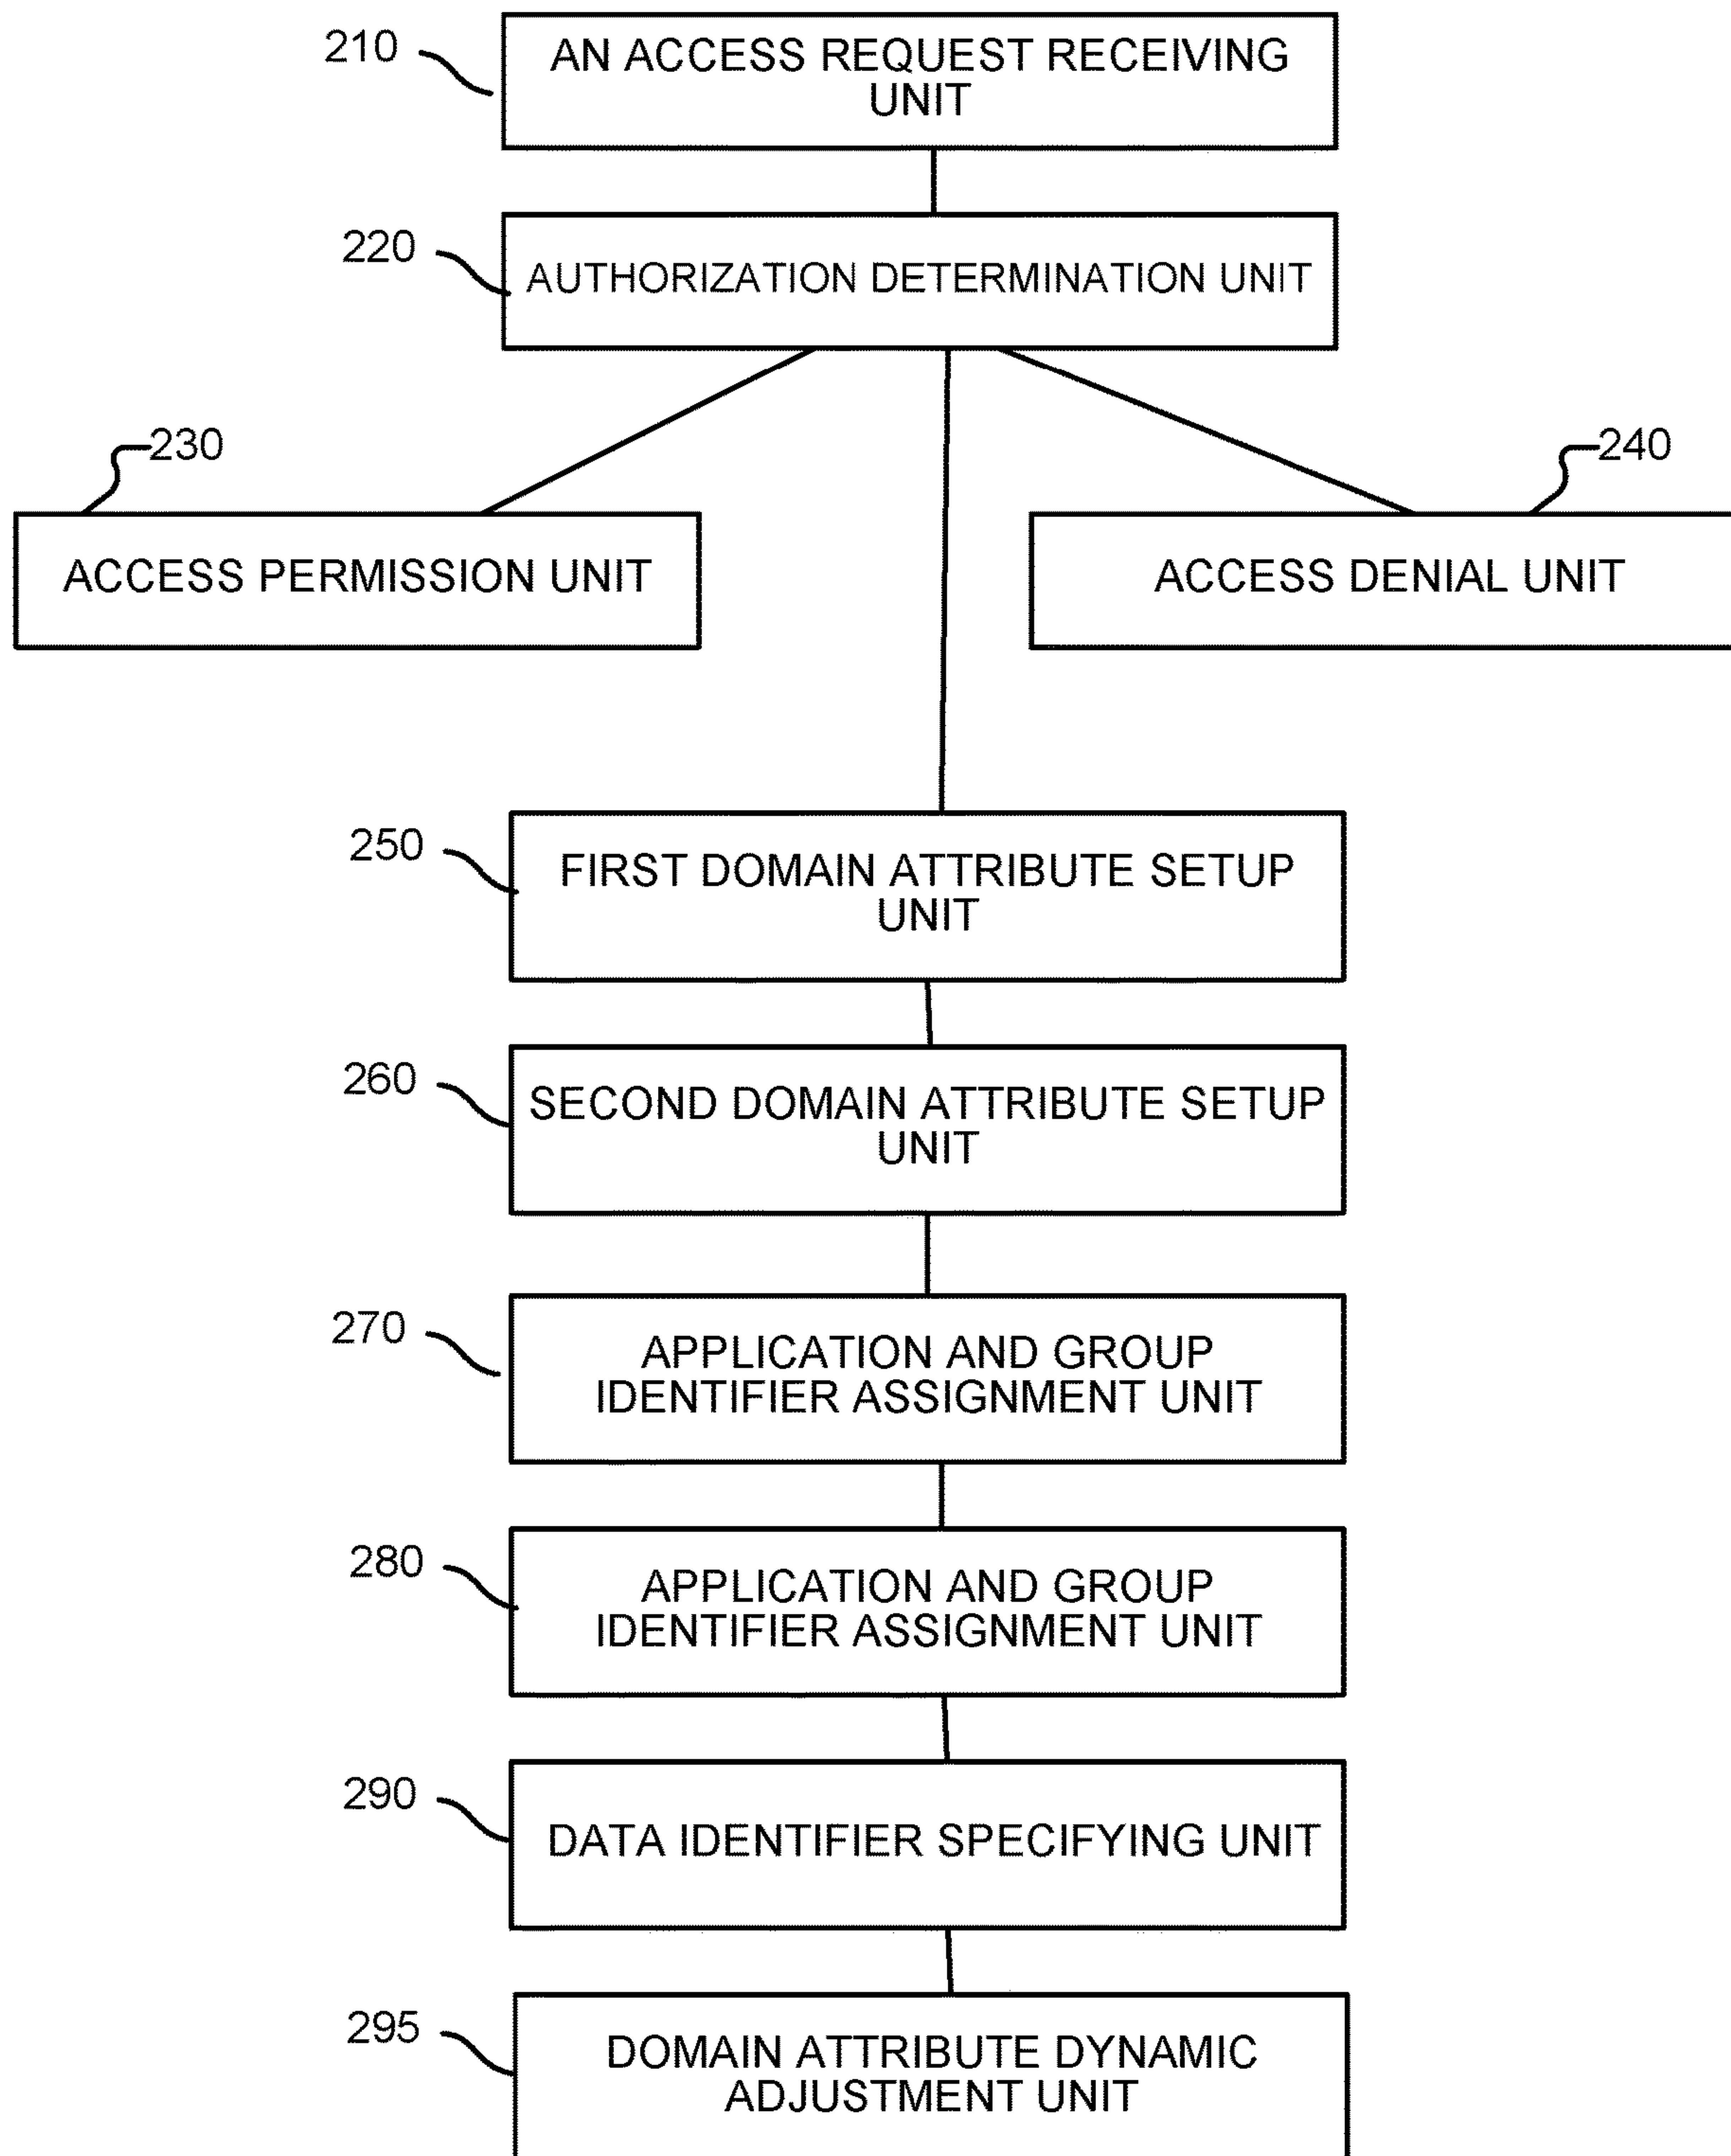 210
AN ACCESS REQUEST RECEIVING
UNIT
220
AUTHORIZATION DETERMINATION UNIT
230
240
ACCESS PERMISSION UNIT
ACCESS DENIAL UNIT
250
FIRST DOMAIN ATTRIBUTE SETUP
UNIT
260
SECOND DOMAIN ATTRIBUTE SETUP
UNIT
270
APPLICATION AND GROUP
IDENTIFIER ASSIGNMENT UNIT
280
APPLICATION AND GROUP
IDENTIFIER ASSIGNMENT UNIT
290
DATA IDENTIFIER SPECIFYING UNIT
295
DOMAIN ATTRIBUTE DYNAMIC
ADJUSTMENT UNIT